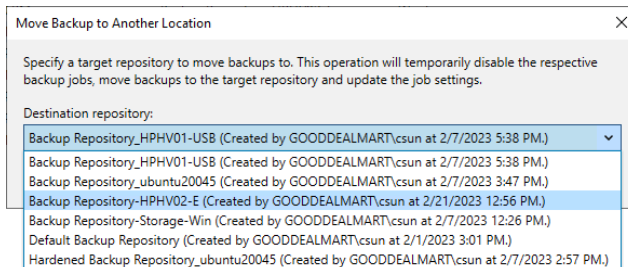 Move Backup to Another Location
Specify a target repository to move backups to. This operation will temporarily disable the respective
backup jobs, move backups to the target repository and update the job settings.
Destination repository:
Backup Repository_HPHV01-USB (Created by GOODDEALMART\csun at 2/7/2023 5:38 PM.)
Backup Repository_HPHV01-USB (Created by GOODDEALMART\csun at 2/7/2023 5:38 PM.)
Backup Repository_ubuntu20045 (Created by GOODDEALMART\csun at 2/7/2023 3:47 PM.)
Backup Repository-HPHV02-E (Created by GOODDEALMART\csun at 2/21/2023 12:56 PM.)
Backup Repository-Storage-Win (Created by GOODDEALMART\csun at 2/7/2023 12:26 PM.)
Default Backup Repository (Created by GOODDEALMART\csun at 2/1/2023 3:01 PM.)
Hardened Backup Repository_ubuntu20045 (Created by GOODDEALMART\csun at 2/7/2023 2:57 PM.)